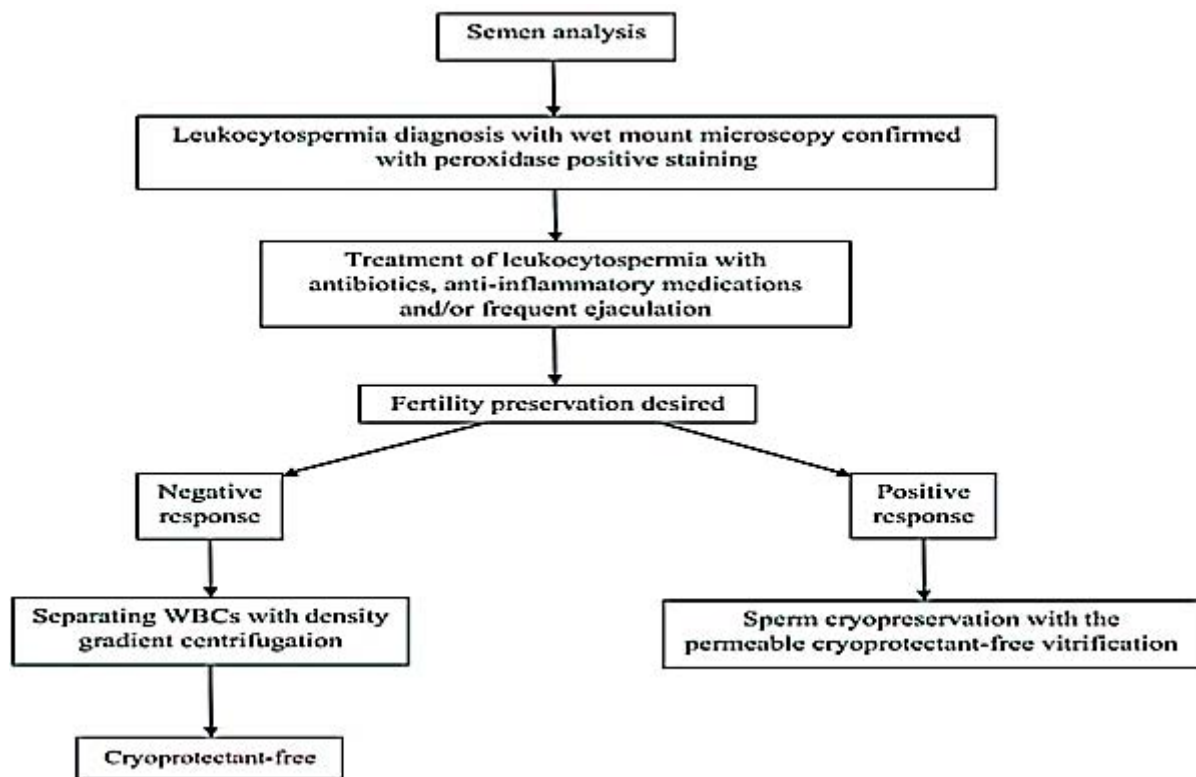 Semen analysis
Leukocytospermia diagnosis with wet mount microscopy confirmed
with peroxidase positive staining
Treatment of leukocytospermia with
antibiotics, anti-inflammatory medications
and/or frequent ejaculation
Fertility preservation desired
Negative
response
Positive
response
Separating WBCs with density
gradient centrifugation
Sperm cryopreservation with the
permeable cryoprotectant-free vitrification
Cryoprotectant-free